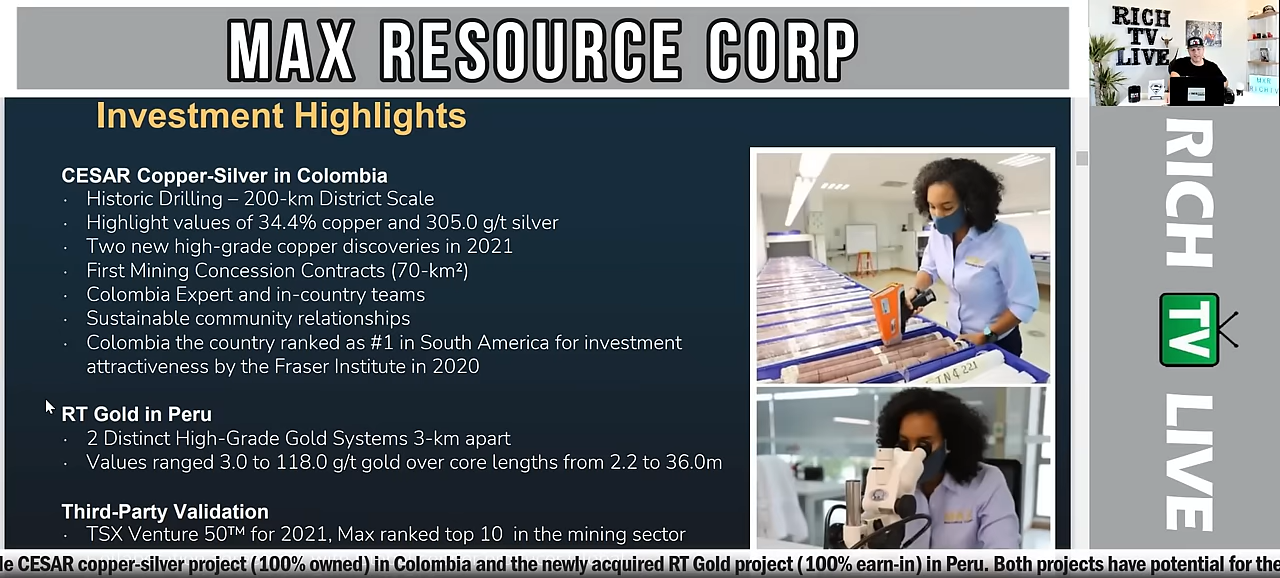 MAX RESOURCE CORP
RICH
TV
LIVE
Investment Highlights
CESAR Copper-Silver in Colombia
· Historic Drilling – 200-km District Scale
· Highlight values of 34.4% copper and 305.0 g/t silver
· Two new high-grade copper discoveries in 2021
· First Mining Concession Contracts (70-km²)
· Colombia Expert and in-country teams
· Sustainable community relationships
· Colombia the country ranked as #1 in South America for investment
attractiveness by the Fraser Institute in 2020
RT Gold in Peru
· 2 Distinct High-Grade Gold Systems 3-km apart
· Values ranged 3.0 to 118.0 g/t gold over core lengths from 2.2 to 36.0m
Third-Party Validation
· TSX Venture 50™ for 2021, Max ranked top 10 in the mining sector
RICH
TV
LIVE
le CESAR copper-silver project (100% owned) in Colombia and the newly acquired RT Gold project (100% earn-in) in Peru. Both projects have potential for the